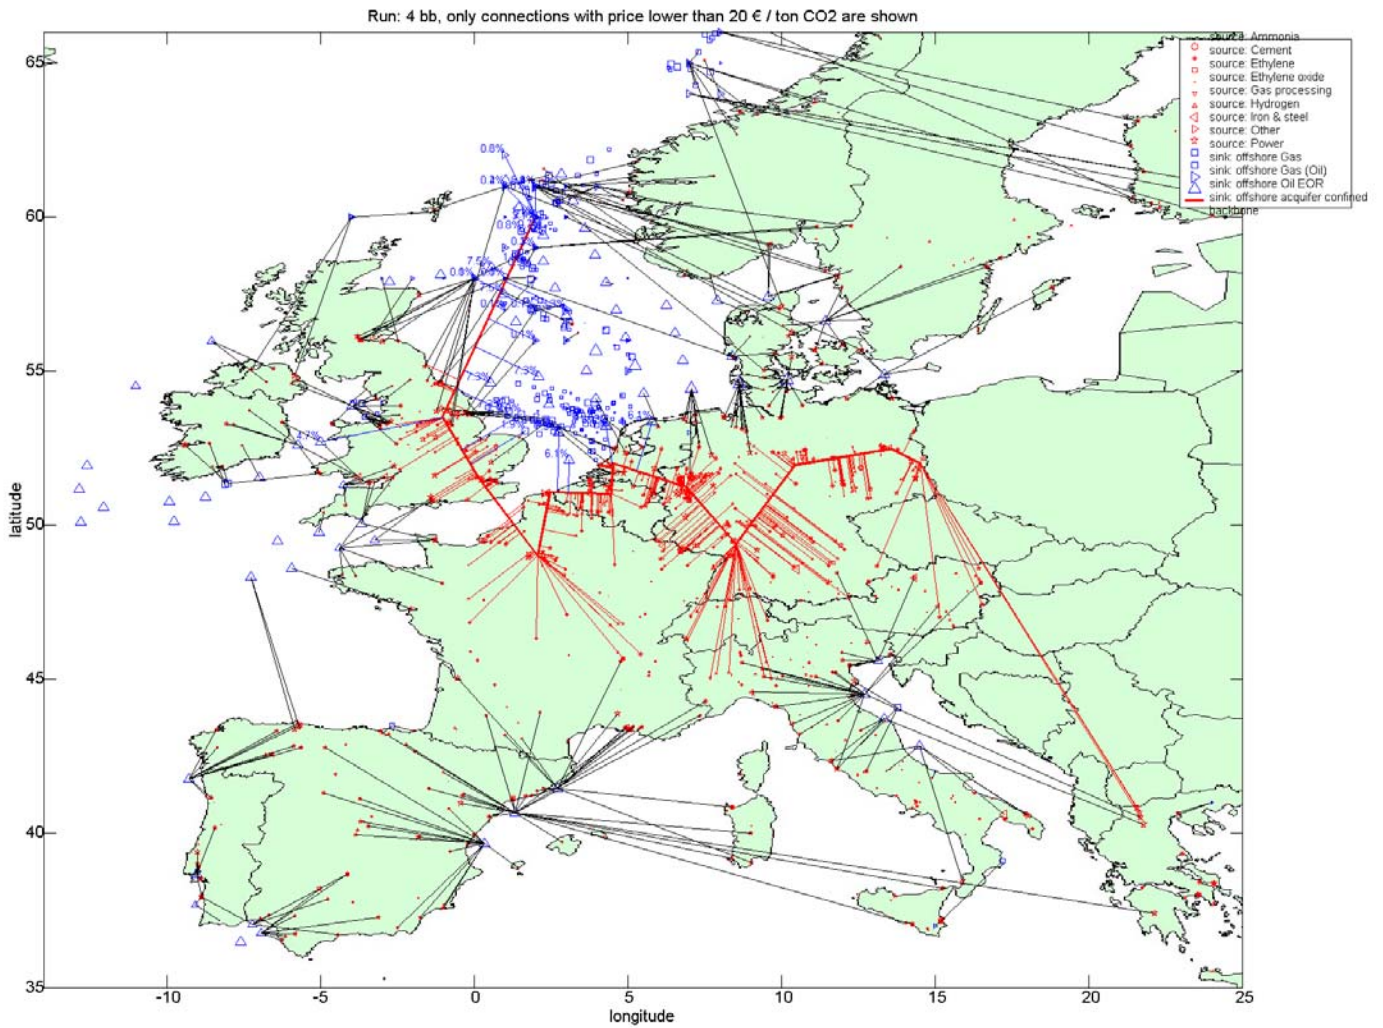 Run: 4 bb, only connections with price lower than 20 € / ton CO2 are shown
source: Ammonia
source: Cement
source: Ethylene
source: Ethylene oxide
source: Gas processing
source: Hydrogen
source: Iron & steel
source: Other
source: Power
sink: offshore Gas
sink: offshore Gas (Oil)
sink: offshore Oil EOR
sink: offshore acquifer confined
backbone
65
60
55
50
45
40
35
latitude
0.8%
0.8%
7.5%
7.3%
7.3%
4.7%
6.1%
-10
-5
0
5
10
15
20
25
longitude